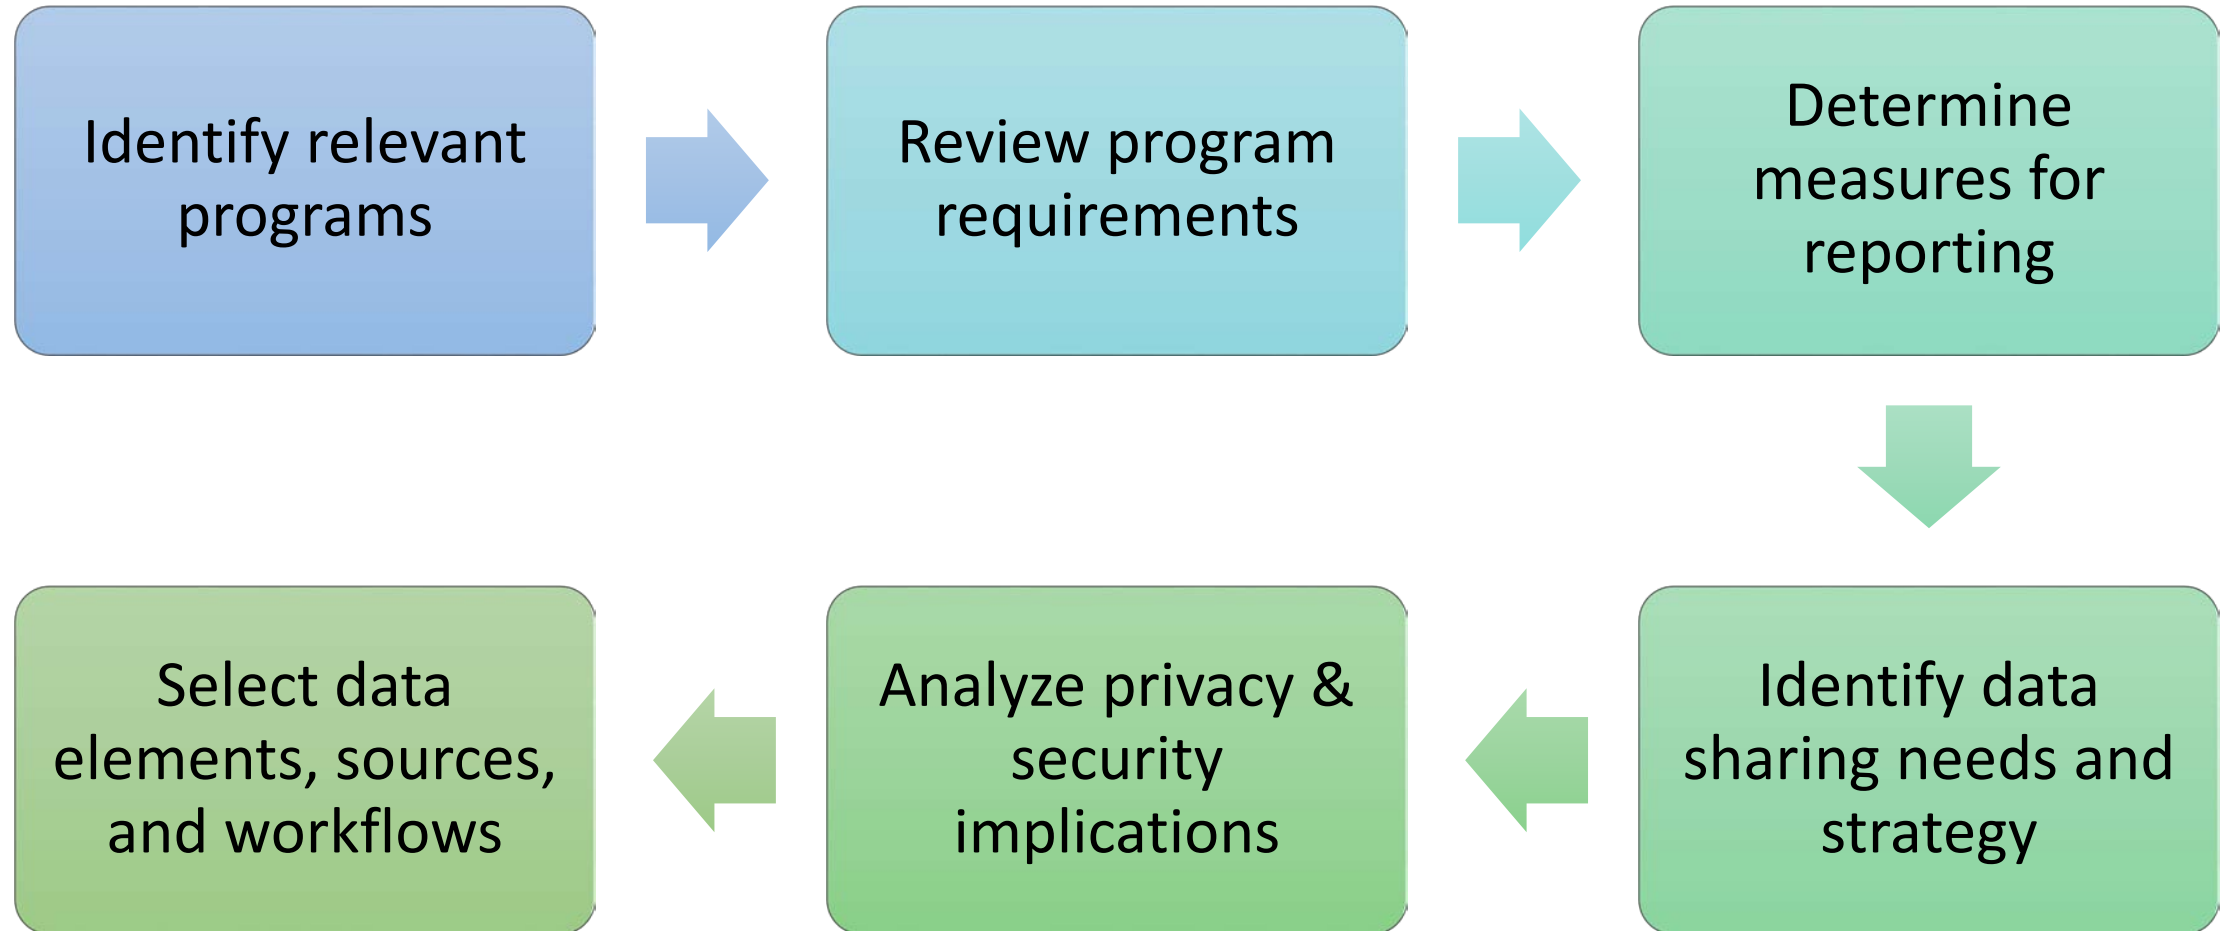 Identify relevant
programs
Review program
requirements
Determine
measures for
reporting
Identify data
sharing needs and
strategy
Analyze privacy &
security
implications
Select data
elements, sources,
and workflows